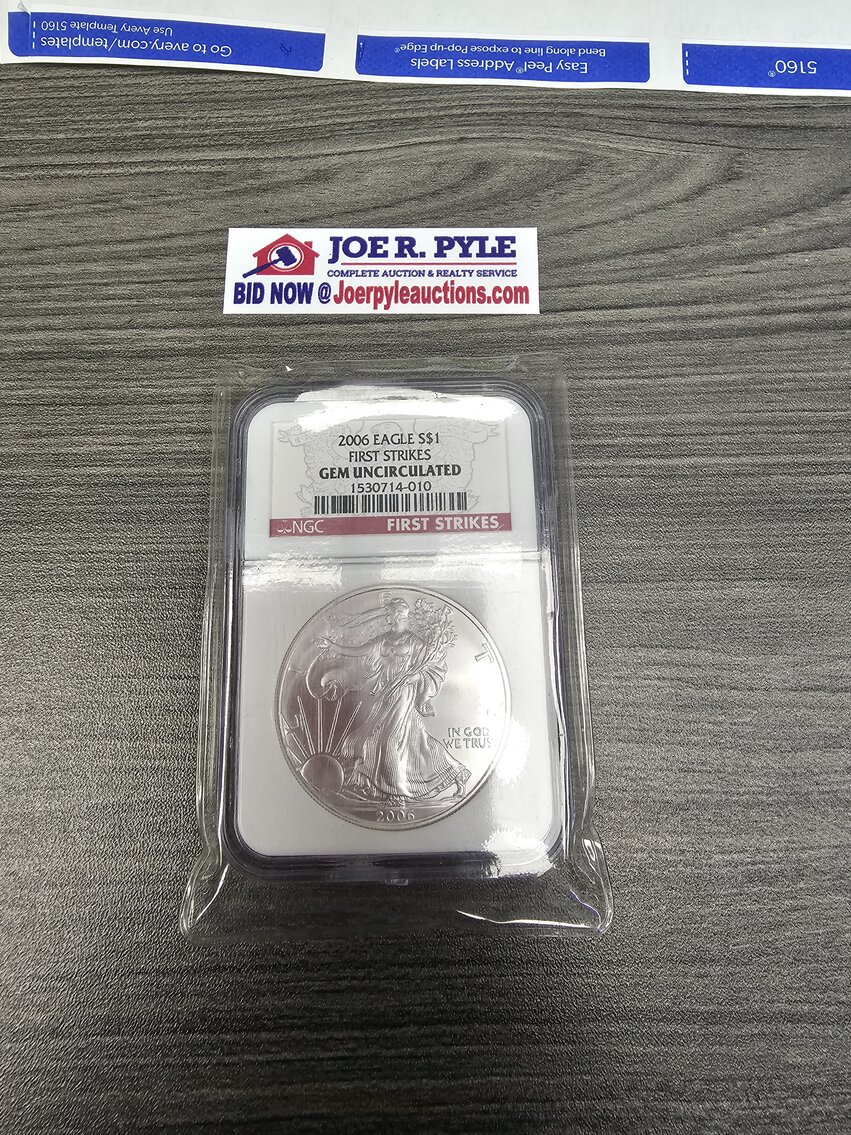 Go to avery.com/templates
Use Avery Template 5160
Easy Peel® Address Labels
Bend along line to expose Pop-up Edge®
5160®
JOE R. PYLE
COMPLETE AUCTION & REALTY SERVICE
BID NOW @ Joerpyleauctions.com
2006 EAGLE S$1
FIRST STRIKES
GEM UNCIRCULATED
1530714-010
NGC FIRST STRIKES
IN GOD
WE TRUST
2006